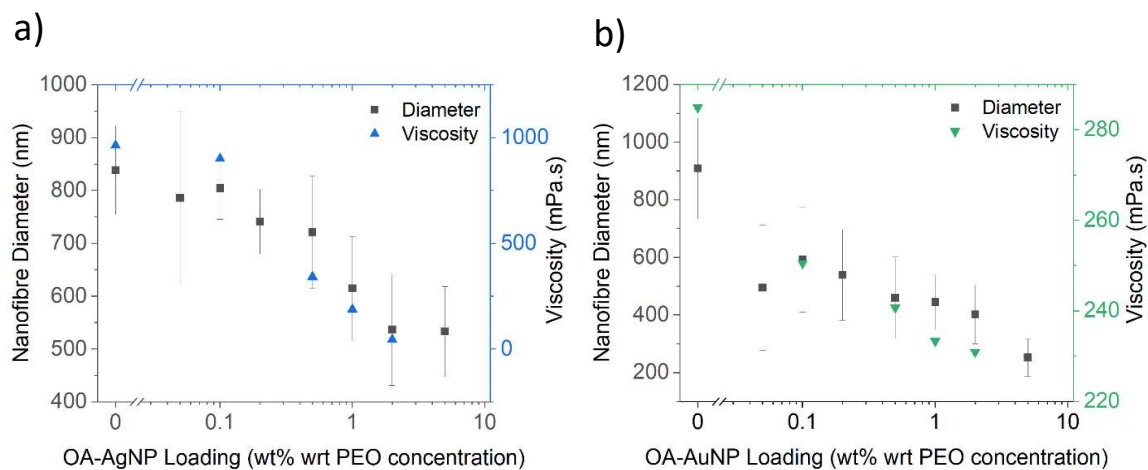 a)
1000
900
800
700
600
500
400
Nanofibre Diameter (nm)
Diameter
Viscosity
1000
500
0
Viscosity (mPa.s)
0
0.1
1
10
OA-AgNP Loading (wt% wrt PEO concentration)
b)
1200
1000
800
600
400
200
Nanofibre Diameter (nm)
Diameter
Viscosity
280
260
240
220
Viscosity (mPa.s)
0
0.1
1
10
OA-AuNP Loading (wt% wrt PEO concentration)